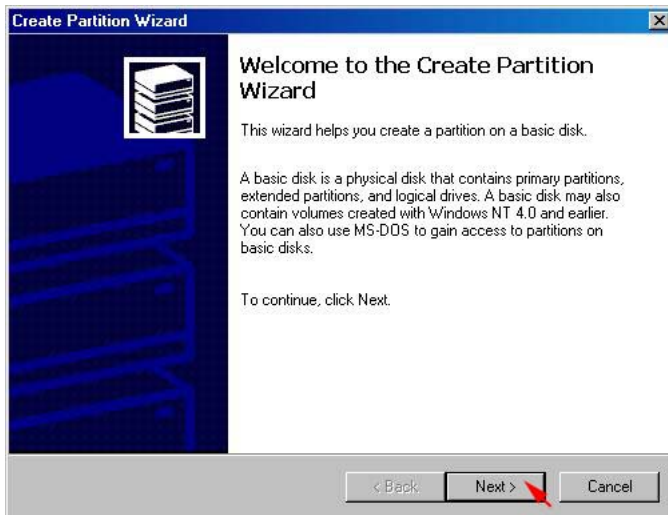 Create Partition Wizard
Welcome to the Create Partition
Wizard
This wizard helps you create a partition on a basic disk.
A basic disk is a physical disk that contains primary partitions,
extended partitions, and logical drives. A basic disk may also
contain volumes created with Windows NT 4.0 and earlier.
You can also use MS-DOS to gain access to partitions on
basic disks.
To continue, click Next.
< Back Next > Cancel